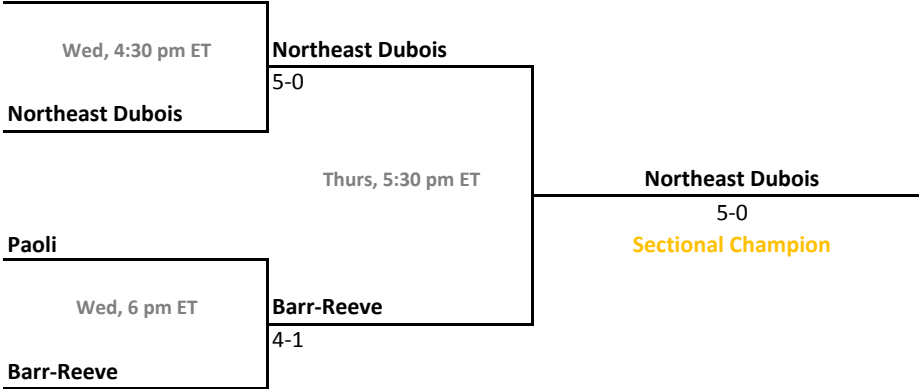 Wed, 4:30 pm ET
Northeast Dubois
5-0
Northeast Dubois
Thurs, 5:30 pm ET
Northeast Dubois
5-0
Sectional Champion
Paoli
Wed, 6 pm ET
Barr-Reeve
4-1
Barr-Reeve